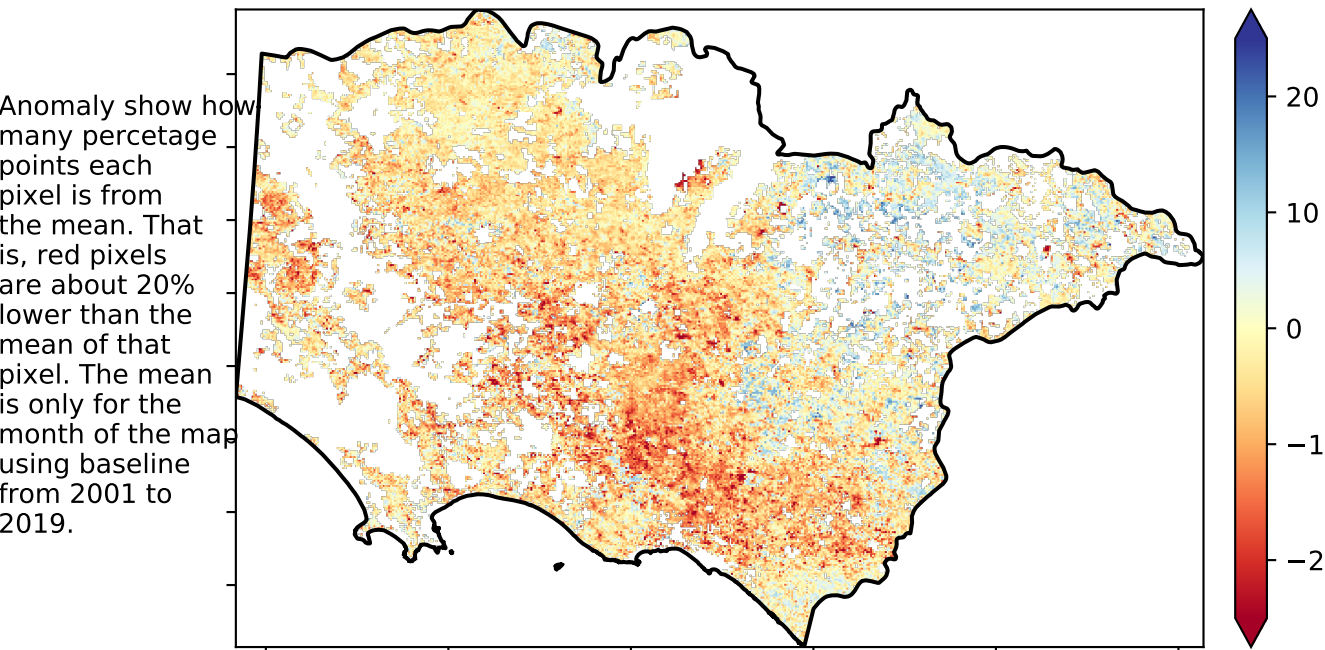 Anomaly show how
many percetage
points each
pixel is from
the mean. That
is, red pixels
are about 20%
lower than the
mean of that
pixel. The mean
is only for the
month of the map
using baseline
from 2001 to
2019.
20
10
0
−1
−2